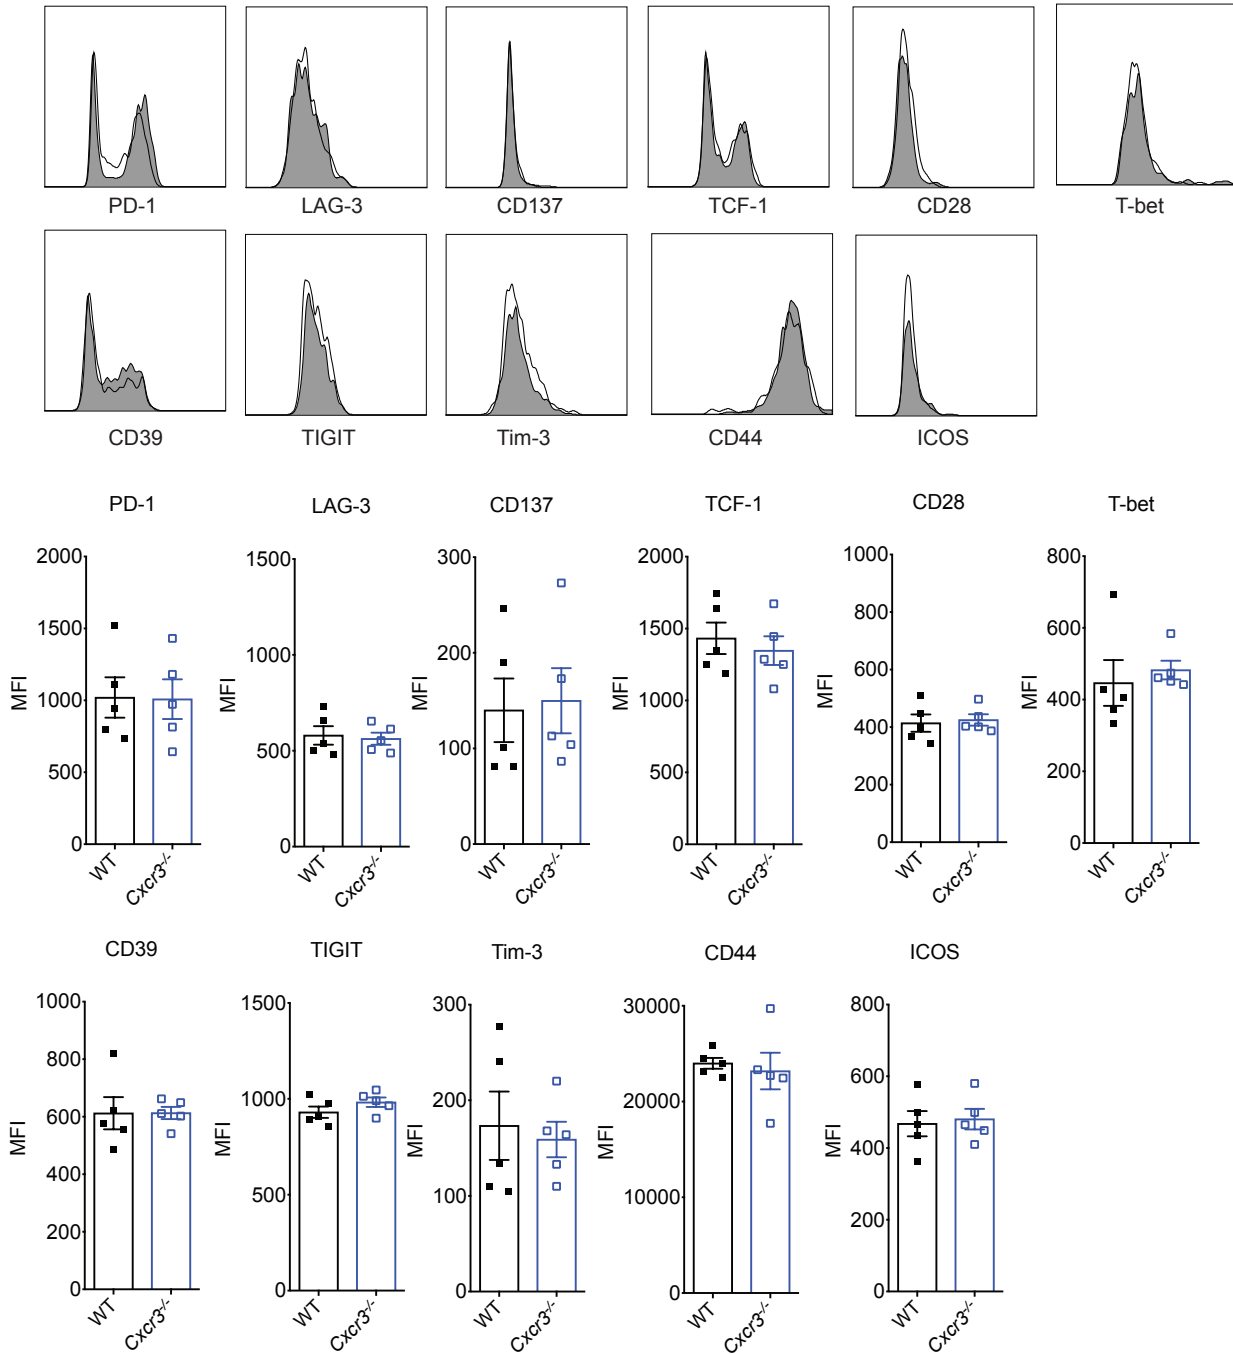 PD-1 LAG-3 CD137 TCF-1 CD28 T-bet
CD39 TIGIT Tim-3 CD44 ICOS
PD-1 LAG-3 CD137 TCF-1 CD28 T-bet
MFI 2000 1500 1000 500 0 WT Cxcr3-/-
MFI 1500 1000 500 0 WT Cxcr3-/-
MFI 300 200 100 0 WT Cxcr3-/-
MFI 2000 1500 1000 500 0 WT Cxcr3-/-
MFI 1000 800 600 400 200 0 WT Cxcr3-/-
MFI 800 600 400 200 0 WT Cxcr3-/-
CD39 TIGIT Tim-3 CD44 ICOS
MFI 1000 800 600 400 200 0 WT Cxcr3-/-
MFI 1500 1000 500 0 WT Cxcr3-/-
MFI 300 200 100 0 WT Cxcr3-/-
MFI 30000 20000 10000 0 WT Cxcr3-/-
MFI 800 600 400 200 0 WT Cxcr3-/-